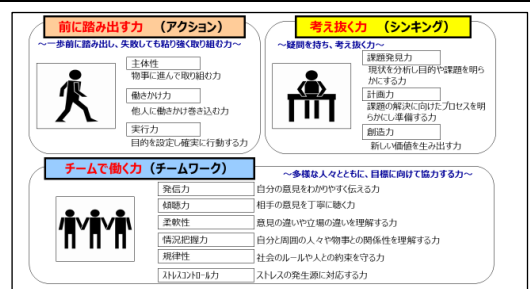 前に踏み出す力 （アクション）
～一歩前に踏み出し、失敗しても粘り強く取り組む力～
主体性
物事に進んで取り組む力
働きかけ力
他人に働きかけ巻き込む力
実行力
目的を設定し確実に行動する力
考え抜く力 （シンキング）
～疑問を持ち、考え抜く力～
課題発見力
現状を分析し目的や課題を明ら
かにする力
計画力
課題の解決に向けたプロセスを明
らかにし準備する力
創造力
新しい価値を生み出す力
チームで働く力 （チームワーク）
～多様な人々とともに、目標に向けて協力する力～
発信力 自分の意見をわかりやすく伝える力
傾聴力 相手の意見を丁寧に聴く力
柔軟性 意見の違いや立場の違いを理解する力
情況把握力 自分と周囲の人々や物事との関係性を理解する力
規律性 社会のルールや人との約束を守る力
ストレスコントロール力 ストレスの発生源に対応する力